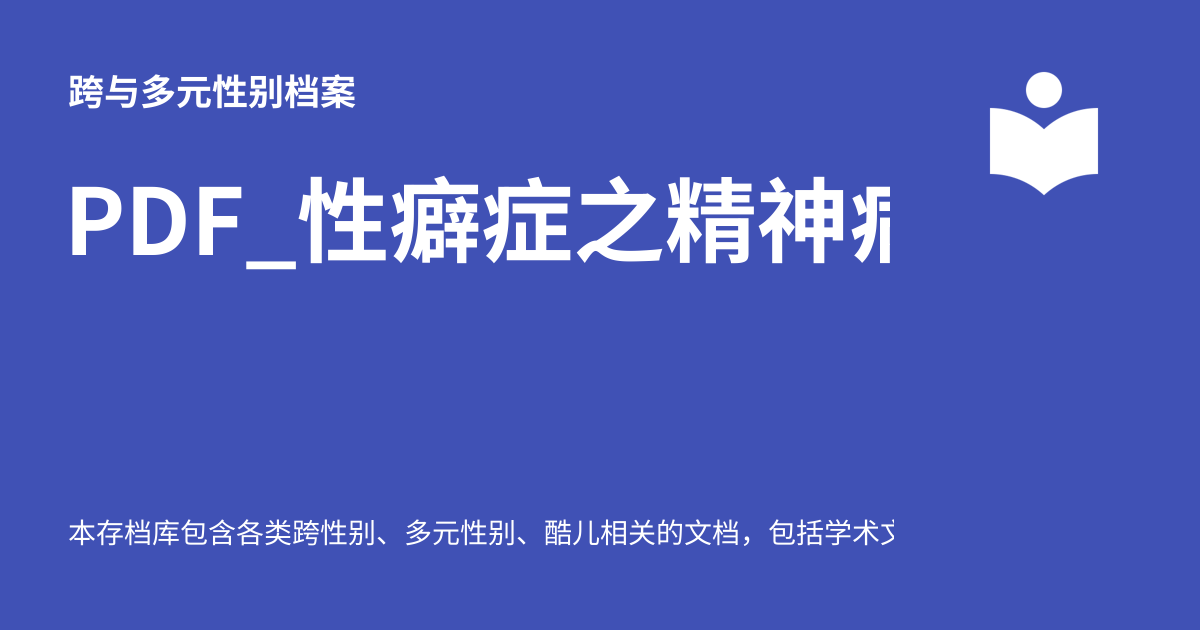 跨与多元性别档案
PDF_性癖症之精神
本存档库包含各类跨性别、多元性别、酷儿相关的文档，包括学术